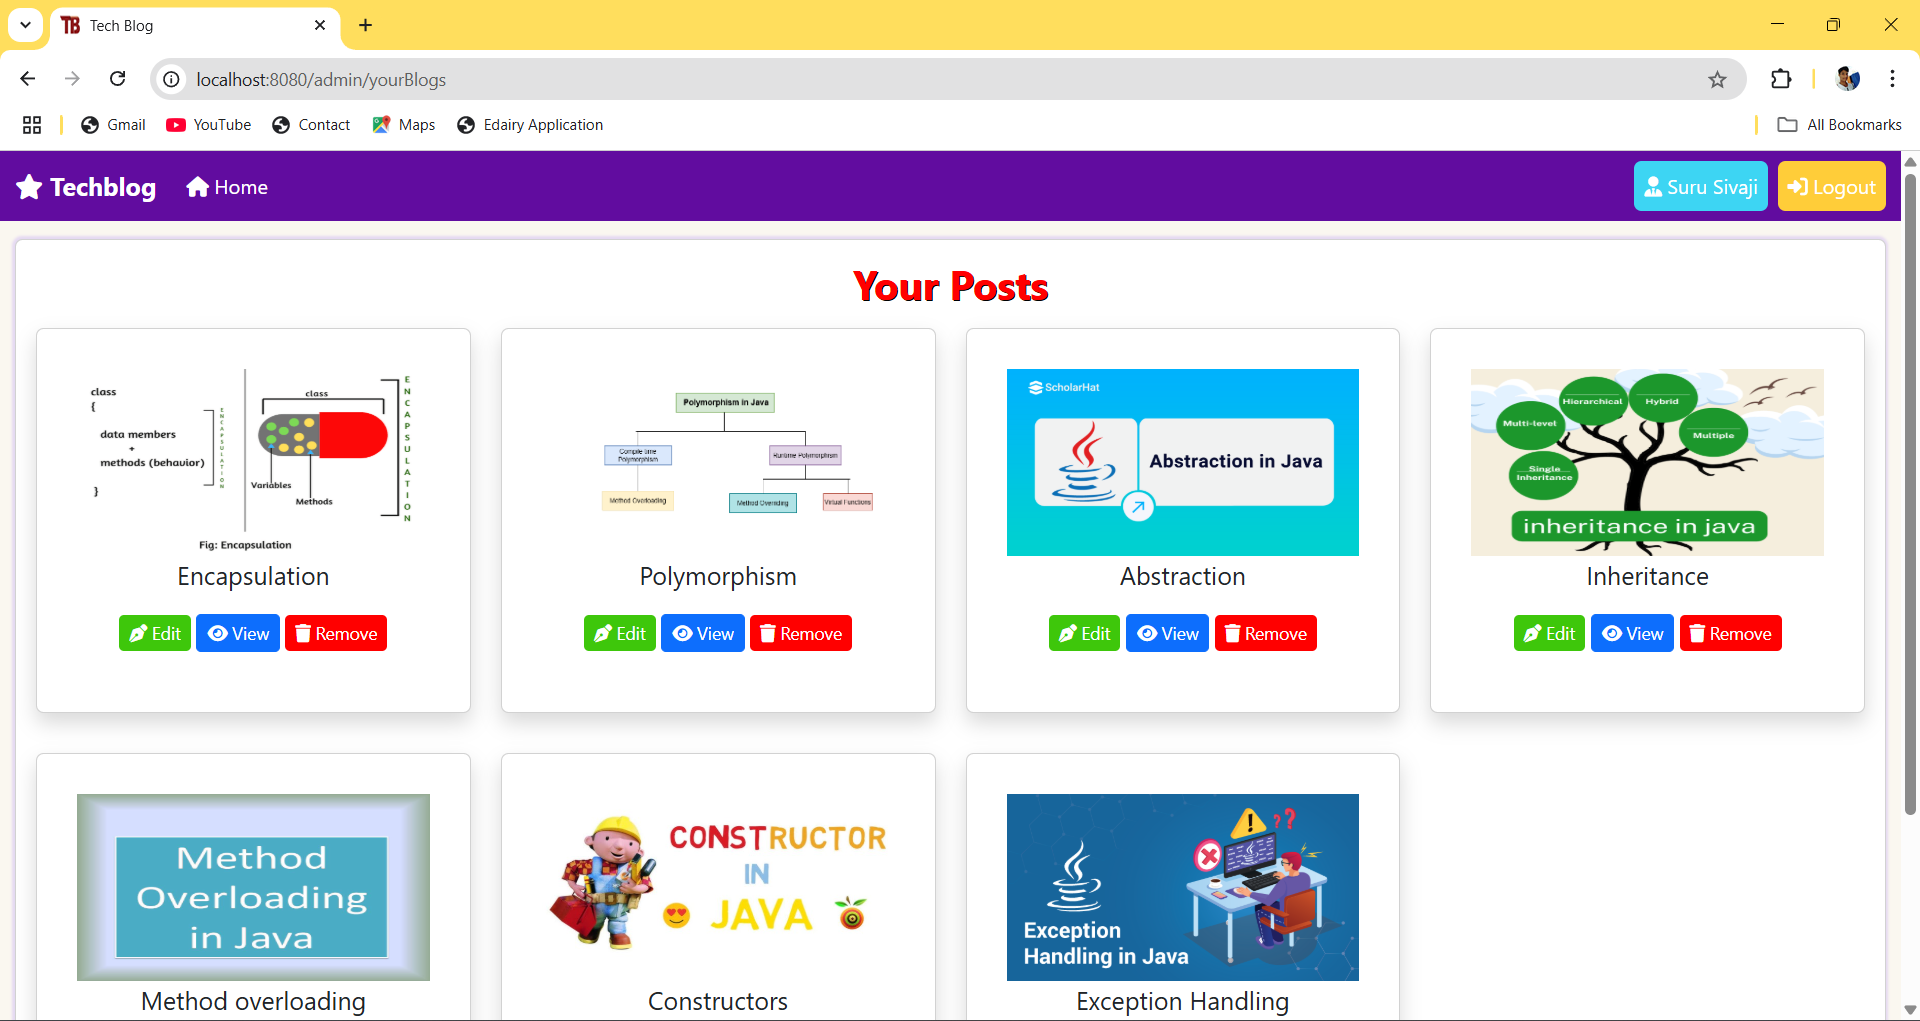 TB Tech Blog
localhost:8080/admin/yourBlogs
Gmail YouTube Contact Maps Edairy Application All Bookmarks
Techblog Home Suru Sivaji Logout
Your Posts
class
{
data members
+
methods (behavior)
}
ENCAPSULATION
class
Variables
Methods
ENCAPSULATION
Fig: Encapsulation
Encapsulation
Edit View Remove
Polymorphism in Java
Compile time
Polymorphism
Runtime Polymorphism
Method Overloading
Method Overriding
Virtual Functions
Polymorphism
Edit View Remove
ScholarHat
Abstraction in Java
Abstraction
Edit View Remove
Hierarchical
Hybrid
Multi-level
Multiple
Single
Inheritance
inheritance in java
Inheritance
Edit View Remove
Method
Overloading
in Java
Method overloading
CONSTRUCTOR
IN
JAVA
Constructors
!
??
Exception
Handling in Java
Exception Handling